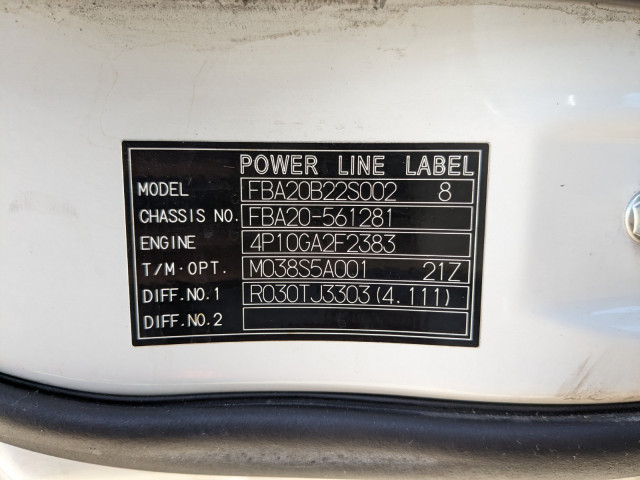 POWER LINE LABEL
MODEL FBA20B22S002 8
CHASSIS NO. FBA20-561281
ENGINE 4P10GA2F2383
T/M·OPT. M038S5A001 21Z
DIFF.NO.1 R030TJ3303(4.111)
DIFF.NO.2